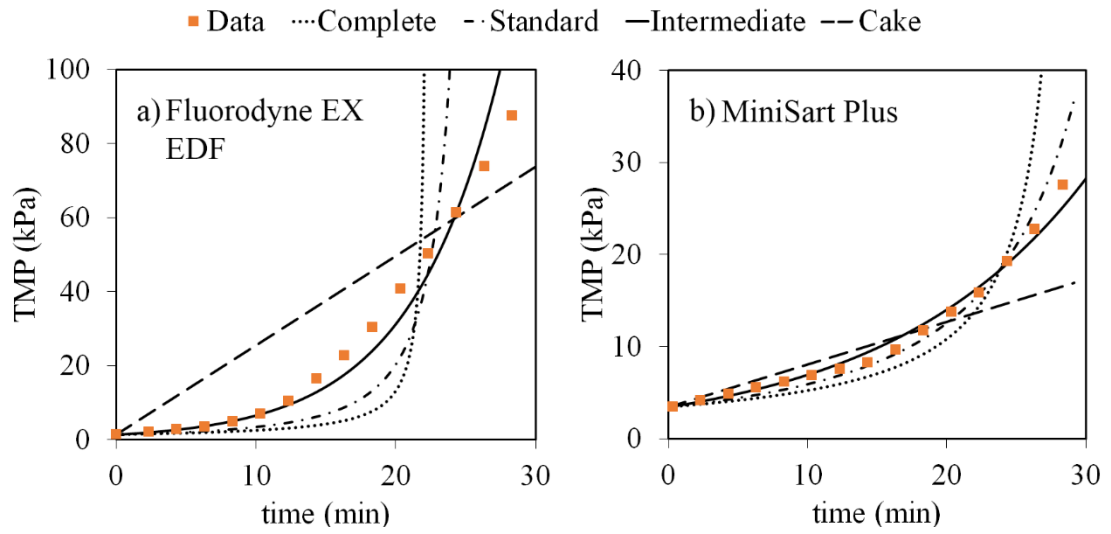 Data Complete Standard Intermediate Cake
a) Fluorodyne EX
EDF
100
80
60
40
20
0
TMP (kPa)
0 10 20 30
time (min)
b) MiniSart Plus
40
30
20
10
0
TMP (kPa)
0 10 20 30
time (min)